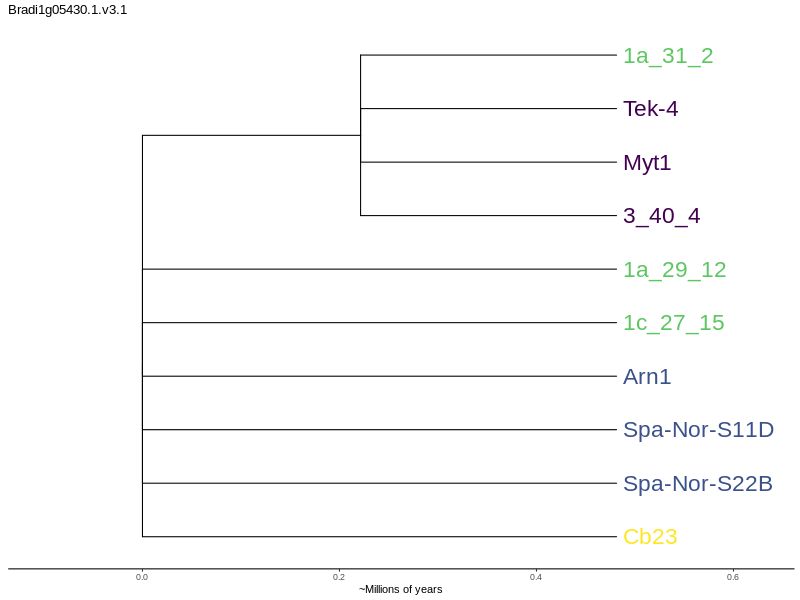 Bradi1g05430.1.v3.1
1a_31_2
Tek-4
Myt1
3_40_4
1a_29_12
1c_27_15
Arn1
Spa-Nor-S11D
Spa-Nor-S22B
Cb23
0.0 0.2 0.4 0.6
~Millions of years